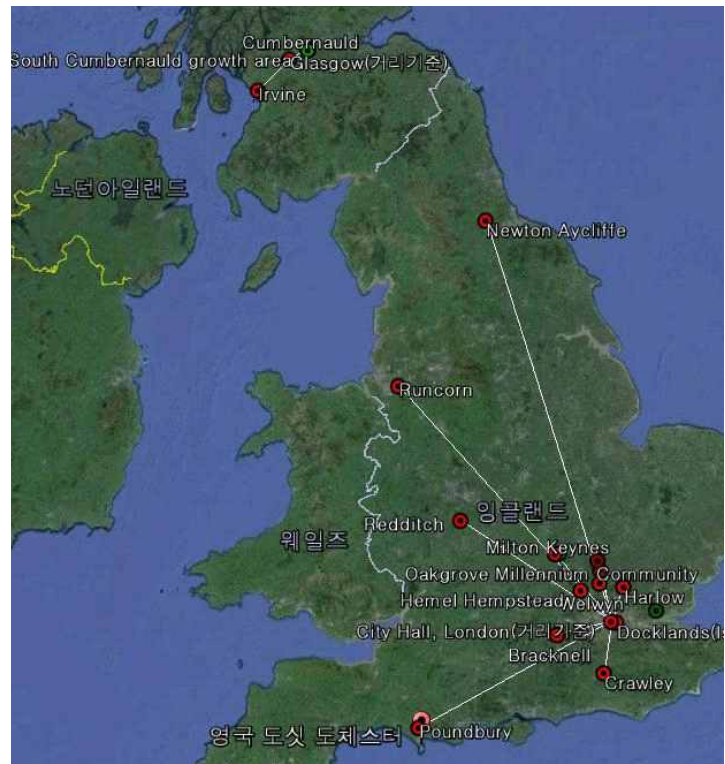 Cumbernauld
South Cumbernauld growth area
Glasgow(거리기준)
Irvine
노던아일랜드
Newton Aycliffe
Runcorn
Redditch
잉글랜드
웨일즈
Milton Keynes
Oakgrove Millennium Community
Hemel Hempstead
Welwyn
Harlow
City Hall, London(거리기준)
Docklands(Is
Bracknell
Crawley
영국 도싯 도체스터
Poundbury